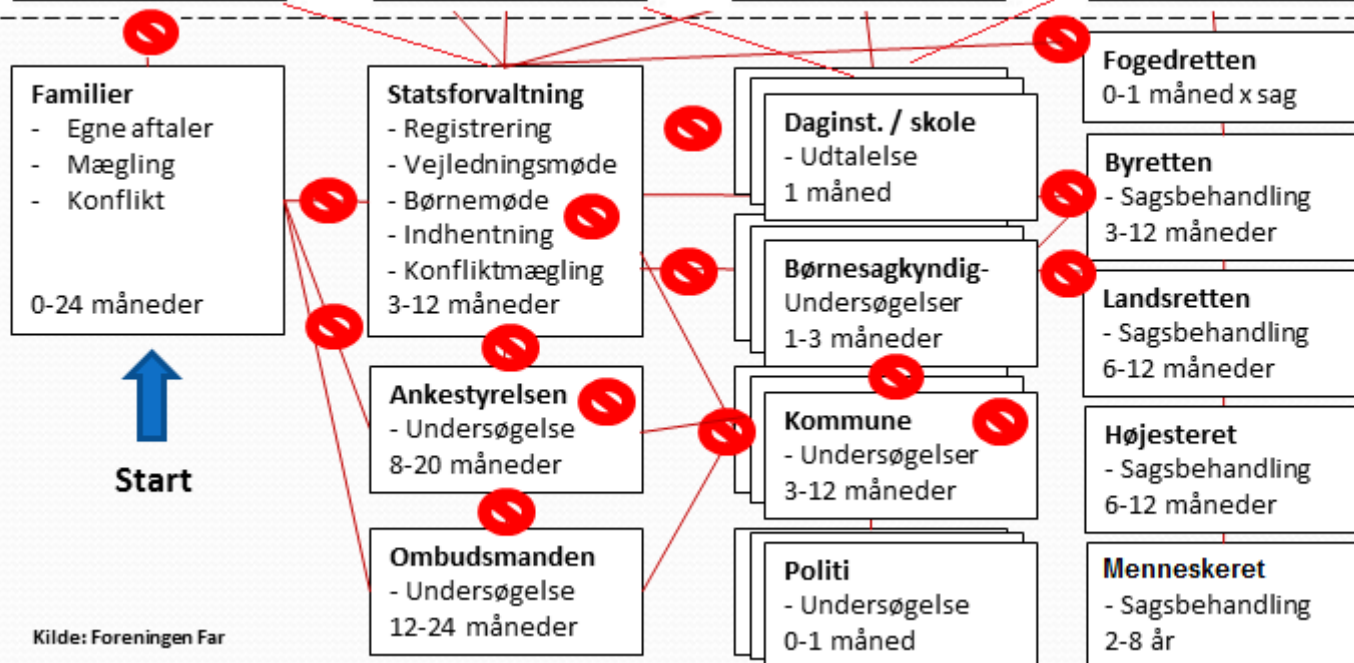 Familier
- Egne aftaler
- Mægling
- Konflikt
0-24 måneder
Start
Kilde: Foreningen Far
Statsforvaltning
- Registrering
- Vejledningsmøde
- Børnemøde
- Indhentning
- Konfliktmægling
3-12 måneder
Ankestyrelsen
- Undersøgelse
8-20 måneder
Ombudsmanden
- Undersøgelse
12-24 måneder
Daginst. / skole
- Udtalelse
1 måned
Børnesagkyndig-
Undersøgelser
1-3 måneder
Kommune
- Undersøgelser
3-12 måneder
Politi
- Undersøgelse
0-1 måned
Fogedretten
0-1 måned x sag
Byretten
- Sagsbehandling
3-12 måneder
Landsretten
- Sagsbehandling
6-12 måneder
Højesteret
- Sagsbehandling
6-12 måneder
Menneskeret
- Sagsbehandling
2-8 år